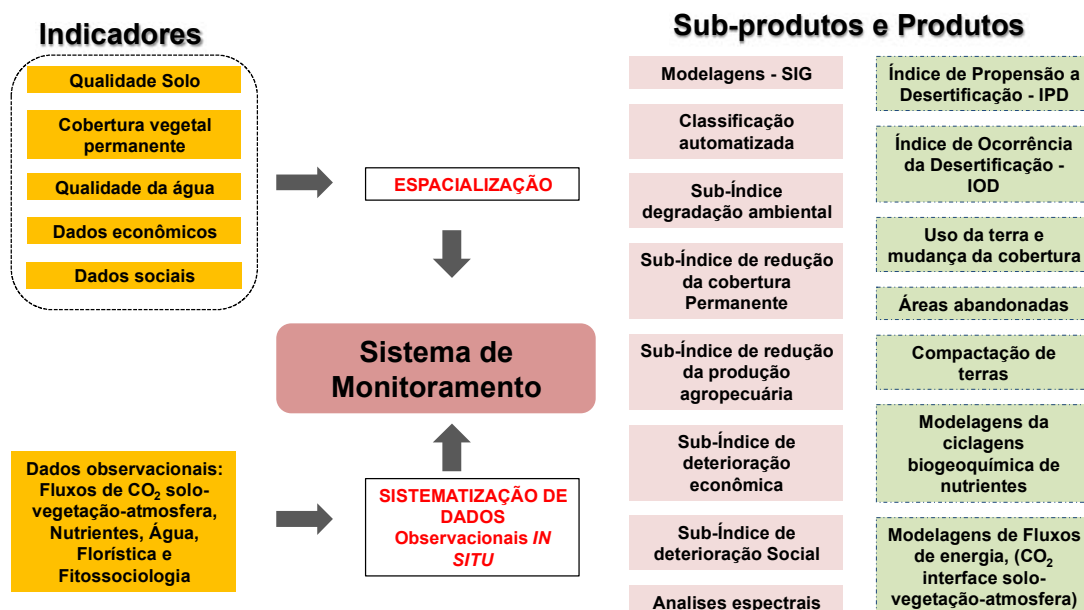 Indicadores
Qualidade Solo
Cobertura vegetal
permanente
Qualidade da água
Dados econômicos
Dados sociais
Dados observacionais:
Fluxos de CO₂ solo-
vegetação-atmosfera,
Nutrientes, Água,
Florística e
Fitossociologia
ESPACIALIZAÇÃO
Sistema de
Monitoramento
SISTEMATIZAÇÃO DE
DADOS
Observacionais IN
SITU
Sub-produtos e Produtos
Modelagens - SIG
Classificação
automatizada
Sub-Índice
degradação ambiental
Sub-Índice de redução
da cobertura
Permanente
Sub-Índice de redução
da produção
agropecuária
Sub-Índice de
deterioração
econômica
Sub-Índice de
deterioração Social
Analises espectrais
Índice de Propensão a
Desertificação - IPD
Índice de Ocorrência
da Desertificação -
IOD
Uso da terra e
mudança da cobertura
Áreas abandonadas
Compactação de
terras
Modelagens da
ciclagens
biogeoquímica de
nutrientes
Modelagens de Fluxos
de energia, (CO₂
interface solo-
vegetação-atmosfera)